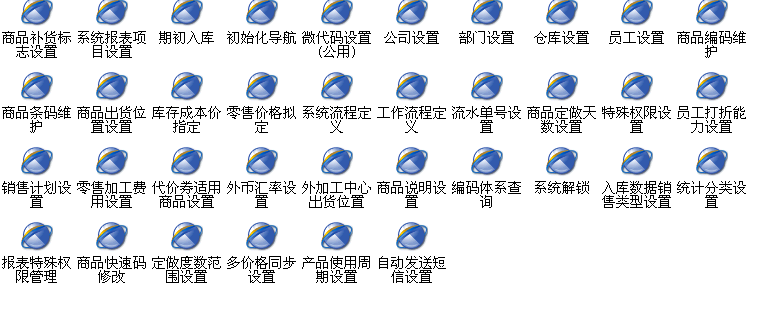 商品补货标 系统报表项 期初入库 初始化导航 微代码设置 公司设置 部门设置 仓库设置 员工设置 商品编码维
志设置 目设置 (公用) 护
商品条码维 商品出货位 库存成本价 零售价格拟 系统流程定 工作流程定 流水单号设 商品定做天 特殊权限设 员工打折能
护 置设置 指定 定 义 义 置 数设置 置 力设置
销售计划设 零售加工费 代价券适用 外币汇率设 外加工中心 商品说明设 编码体系查 系统解锁 入库数据销 统计分类设
置 用设置 商品设置 置 出货位置 置 询 售类型设置 置
报表特殊权 商品快速码 定做度数范 多价格同步 产品使用周 自动发送短
限管理 修改 围设置 设置 期设置 信设置